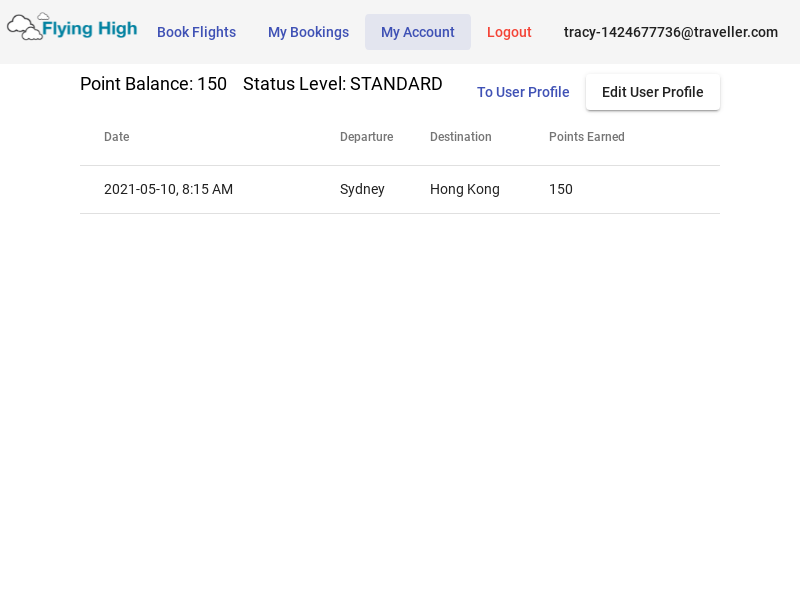 Flying High Book Flights My Bookings My Account Logout tracy-1424677736@traveller.com
Point Balance: 150 Status Level: STANDARD To User Profile Edit User Profile
Date Departure Destination Points Earned
2021-05-10, 8:15 AM Sydney Hong Kong 150